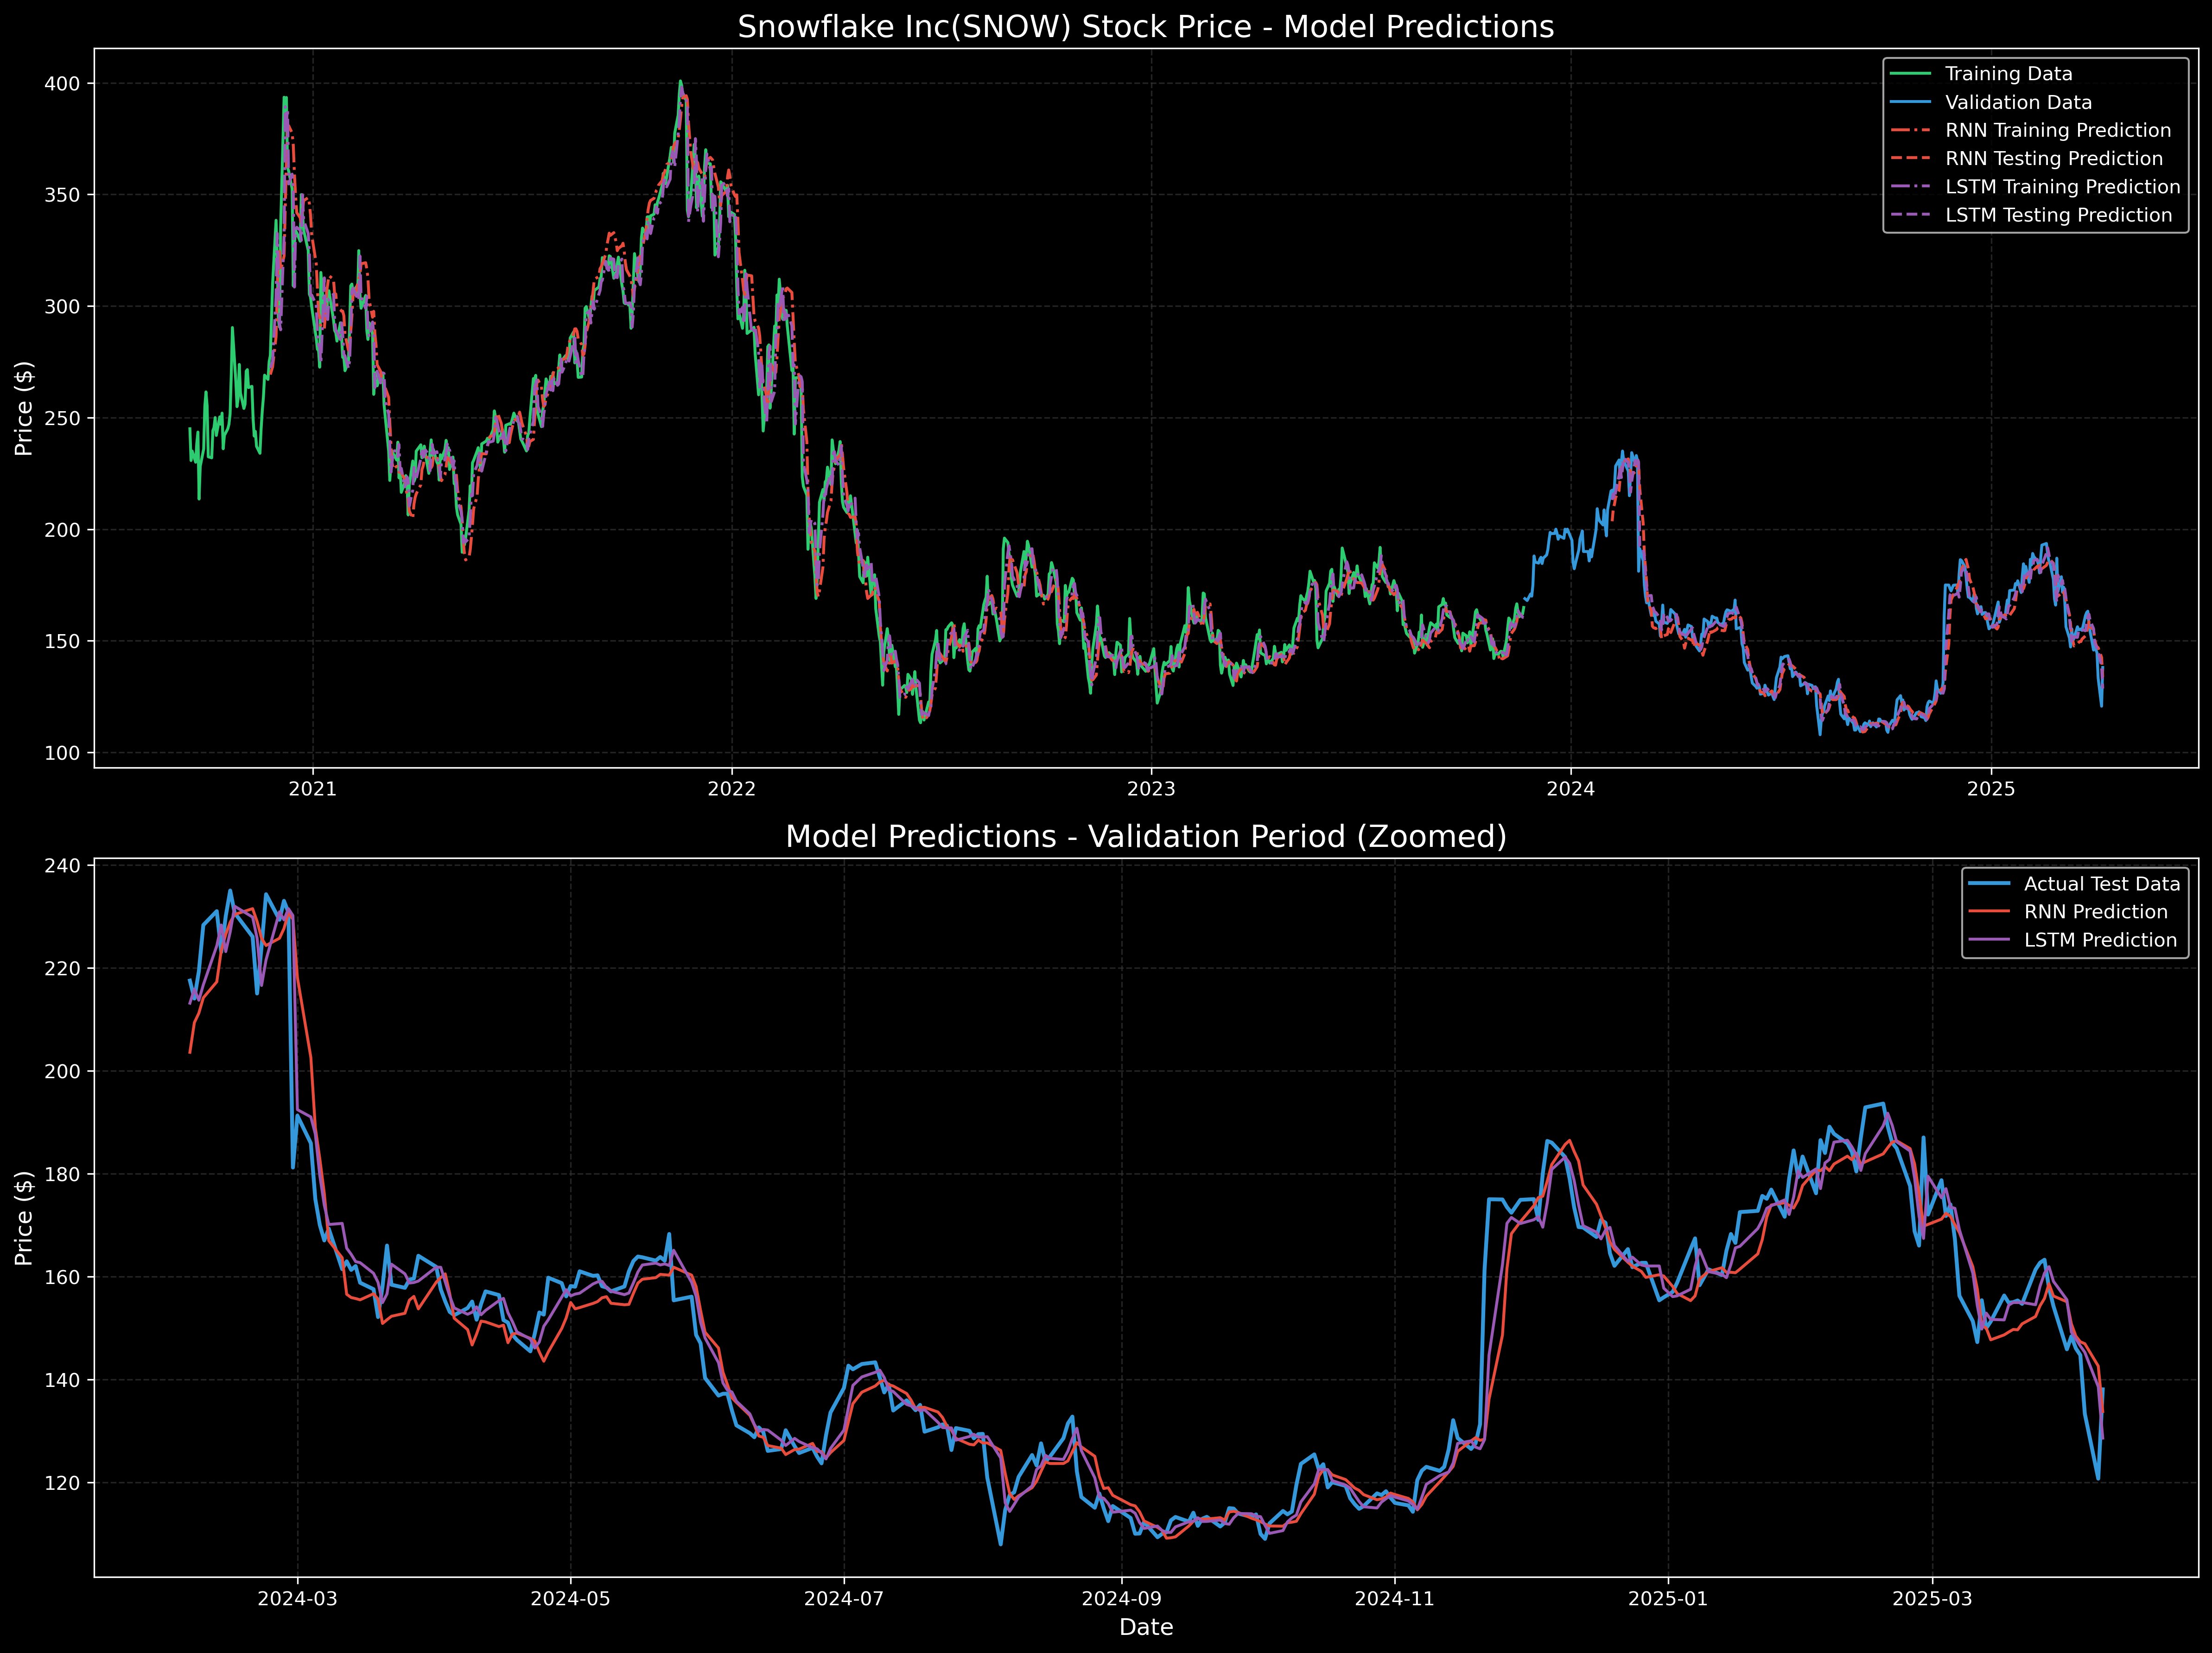 Snowflake Inc(SNOW) Stock Price - Model Predictions
Price ($)
400
350
300
250
200
150
100
2021
2022
2023
2024
2025
Training Data
Validation Data
RNN Training Prediction
RNN Testing Prediction
LSTM Training Prediction
LSTM Testing Prediction
Model Predictions - Validation Period (Zoomed)
Price ($)
240
220
200
180
160
140
120
2024-03
2024-05
2024-07
2024-09
2024-11
2025-01
2025-03
Date
Actual Test Data
RNN Prediction
LSTM Prediction